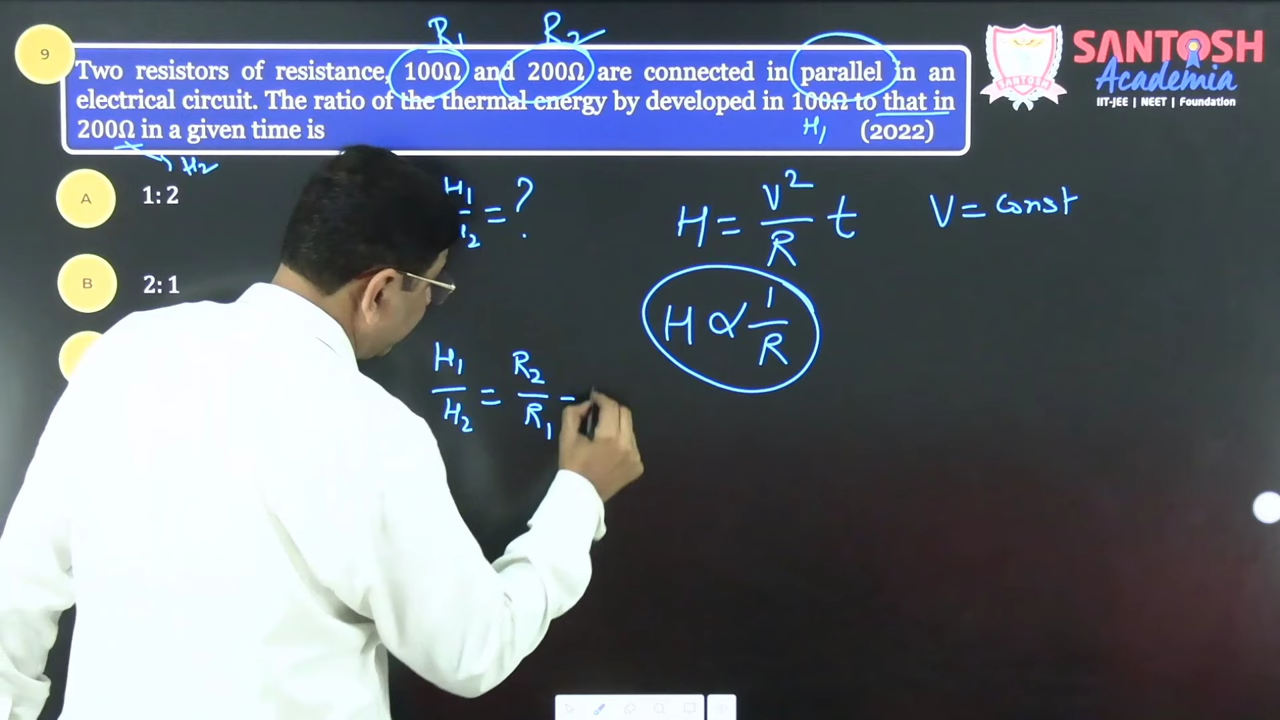 R₁ R₂
9
Two resistors of resistance, 100Ω and 200Ω are connected in parallel in an
electrical circuit. The ratio of the thermal energy by developed in 100Ω to that in
200Ω in a given time is (2022)
H₁
H₂
A 1: 2
B 2: 1
H₁/ = ?
H = V²/R t V = const
H ∝ 1/R
H₁/H₂ = R₂/R₁ =
SANTOSH
Academia
IIT-JEE | NEET | Foundation
SANTOSH